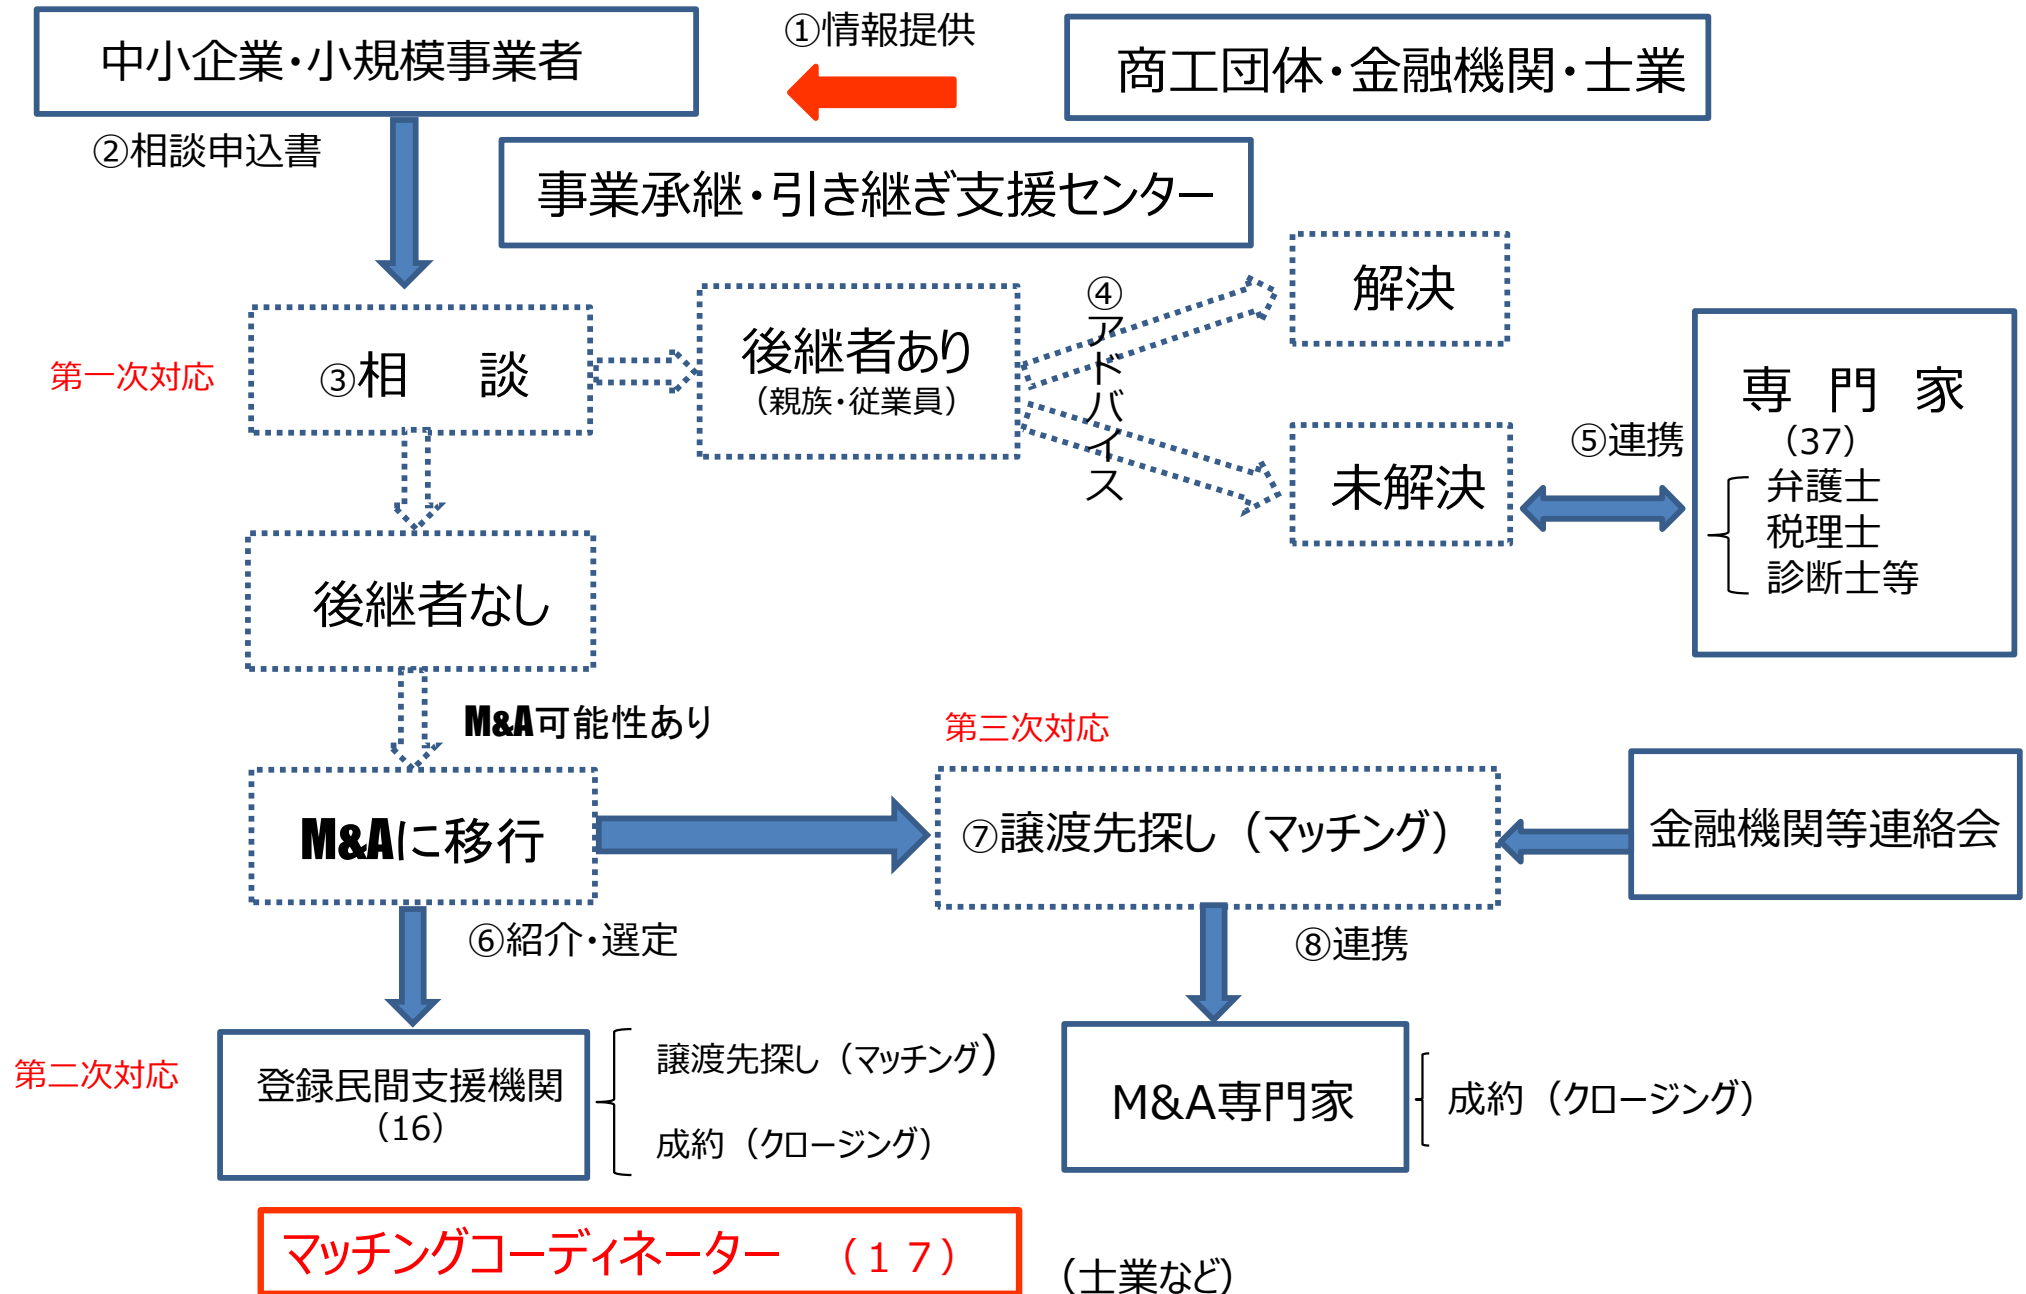 中小企業・小規模事業者
①情報提供
商工団体・金融機関・士業
②相談申込書
事業承継・引き継ぎ支援センター
第一次対応
③相　談
後継者あり
（親族・従業員）
④アドバイス
解決
未解決
⑤連携
専　門　家
（37）
弁護士
税理士
診断士等
後継者なし
M&A可能性あり
第三次対応
M&Aに移行
⑦譲渡先探し（マッチング）
金融機関等連絡会
⑥紹介・選定
⑧連携
第二次対応
登録民間支援機関
（16）
譲渡先探し（マッチング）
成約（クロージング）
M&A専門家
成約（クロージング）
マッチングコーディネーター　（１７）
（士業など）